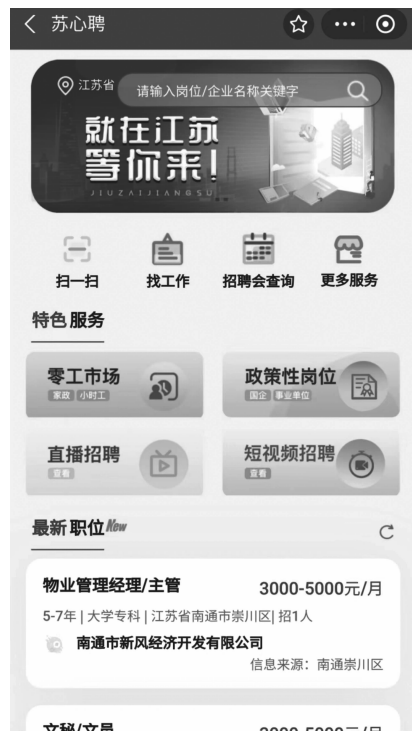 苏心聘
江苏省
请输入岗位/企业名称关键字
就在江苏
等你来!
JIUZAIJIANGSU
扫一扫 找工作 招聘会查询 更多服务
特色服务
零工市场 政策性岗位
家政 小时工 国企 事业单位
直播招聘 短视频招聘
查看 查看
最新职位New
物业管理经理/主管 3000-5000元/月
5-7年 | 大学专科 | 江苏省南通市崇川区| 招1人
南通市新风经济开发有限公司
信息来源：南通崇川区
文秘/文员